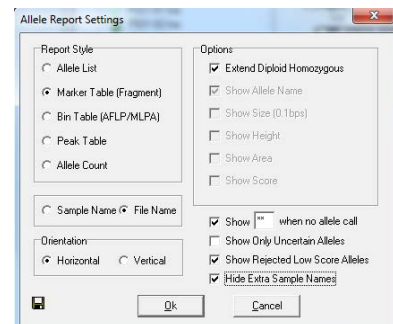 Allele Report Settings
Report Style
Allele List
Marker Table (Fragment)
Bin Table (AFLP/MLPA)
Peak Table
Allele Count
Sample Name File Name
Orientation
Horizontal Vertical
Options
Extend Diploid Homozygous
Show Allele Name
Show Size (0.1bps)
Show Height
Show Area
Show Score
Show ** when no allele call
Show Only Uncertain Alleles
Show Rejected Low Score Alleles
Hide Extra Sample Names
Ok Cancel